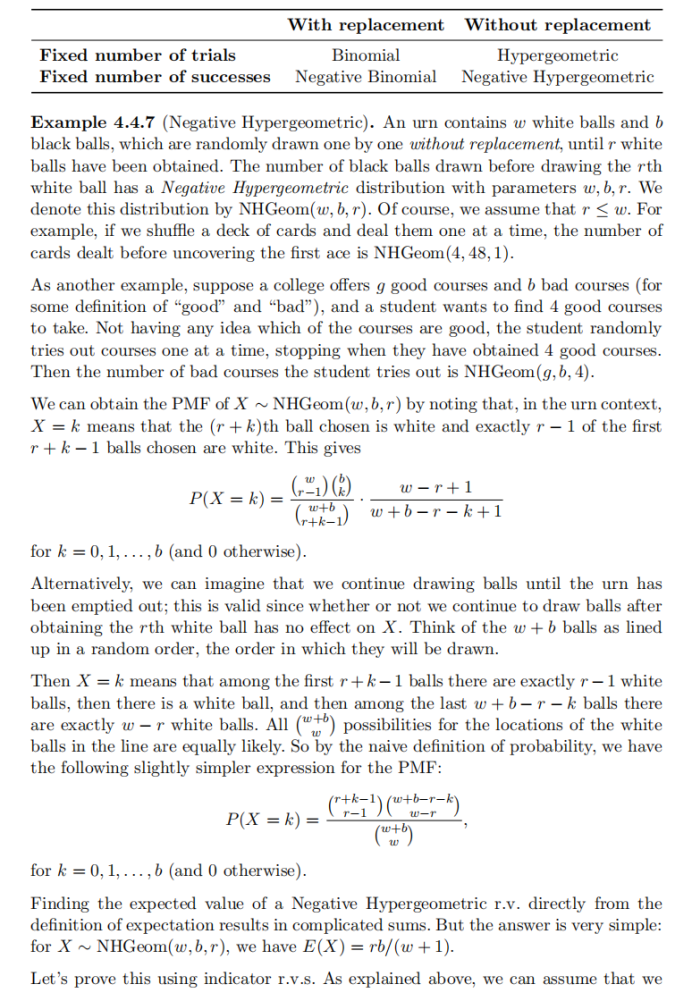 With replacement Without replacement
Fixed number of trials Binomial Hypergeometric
Fixed number of successes Negative Binomial Negative Hypergeometric
Example 4.4.7 (Negative Hypergeometric). An urn contains w white balls and b
black balls, which are randomly drawn one by one without replacement, until r white
balls have been obtained. The number of black balls drawn before drawing the rth
white ball has a Negative Hypergeometric distribution with parameters w, b, r. We
denote this distribution by NHGeom(w, b, r). Of course, we assume that r ≤ w. For
example, if we shuffle a deck of cards and deal them one at a time, the number of
cards dealt before uncovering the first ace is NHGeom(4, 48, 1).
As another example, suppose a college offers g good courses and b bad courses (for
some definition of “good” and “bad”), and a student wants to find 4 good courses
to take. Not having any idea which of the courses are good, the student randomly
tries out courses one at a time, stopping when they have obtained 4 good courses.
Then the number of bad courses the student tries out is NHGeom(g, b, 4).
We can obtain the PMF of X ∼ NHGeom(w, b, r) by noting that, in the urn context,
X = k means that the (r + k)th ball chosen is white and exactly r − 1 of the first
r + k − 1 balls chosen are white. This gives
P(X = k) = \frac{\binom{w}{r−1}\binom{b}{k}}{\binom{w+b}{r+k−1}} · \frac{w − r + 1}{w + b − r − k + 1}
for k = 0, 1, . . . , b (and 0 otherwise).
Alternatively, we can imagine that we continue drawing balls until the urn has
been emptied out; this is valid since whether or not we continue to draw balls after
obtaining the rth white ball has no effect on X. Think of the w + b balls as lined
up in a random order, the order in which they will be drawn.
Then X = k means that among the first r + k − 1 balls there are exactly r − 1 white
balls, then there is a white ball, and then among the last w + b − r − k balls there
are exactly w − r white balls. All \binom{w+b}{w} possibilities for the locations of the white
balls in the line are equally likely. So by the naive definition of probability, we have
the following slightly simpler expression for the PMF:
P(X = k) = \frac{\binom{r+k−1}{r−1}\binom{w+b−r−k}{w−r}}{\binom{w+b}{w}},
for k = 0, 1, . . . , b (and 0 otherwise).
Finding the expected value of a Negative Hypergeometric r.v. directly from the
definition of expectation results in complicated sums. But the answer is very simple:
for X ∼ NHGeom(w, b, r), we have E(X) = rb/(w + 1).
Let’s prove this using indicator r.v.s. As explained above, we can assume that we